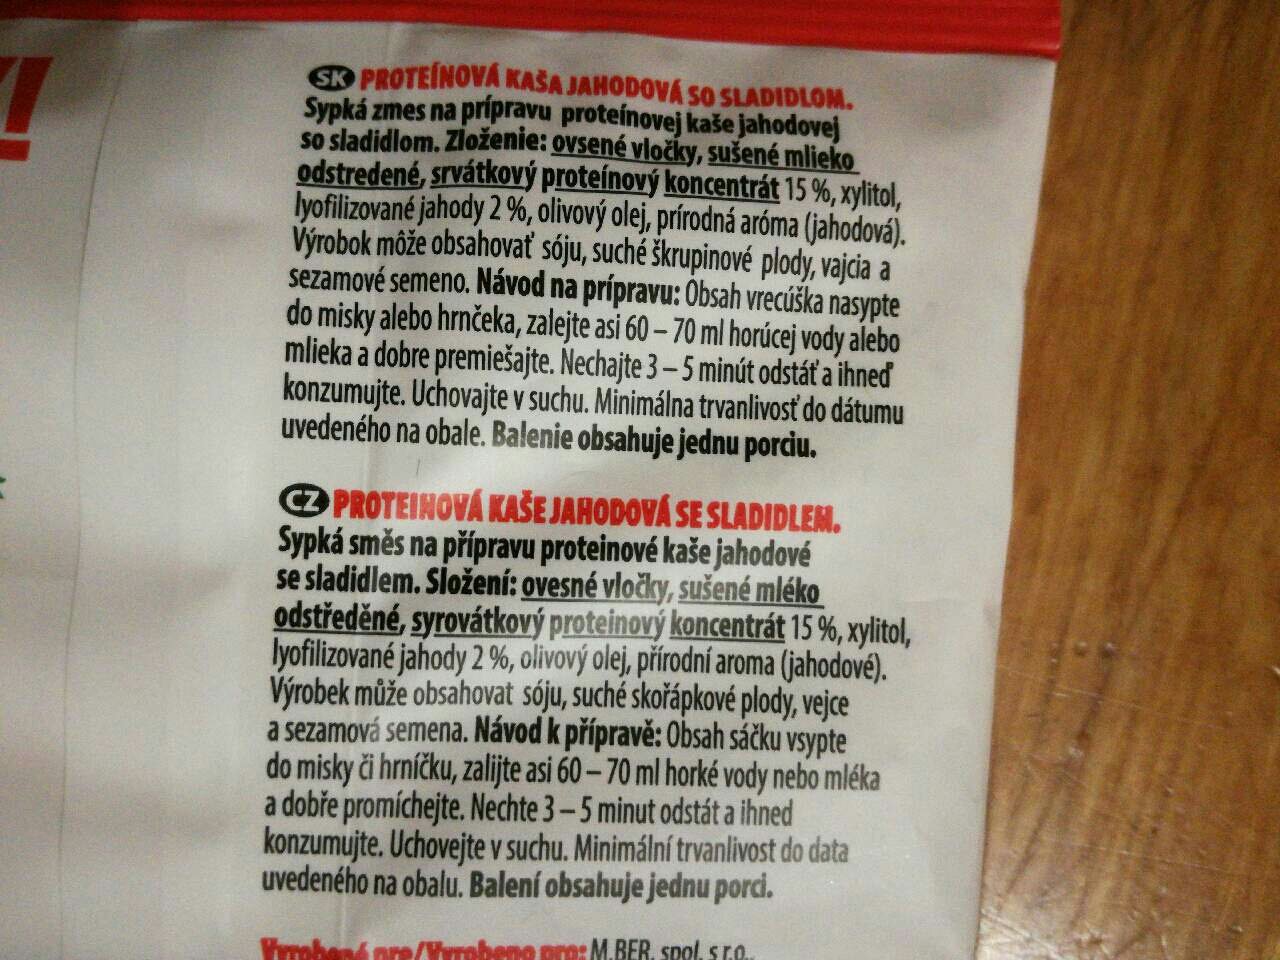 SK PROTEÍNOVÁ KAŠA JAHODOVÁ SO SLADIDLOM.
Sypká zmes na prípravu proteínovej kaše jahodovej
so sladidlom. Zloženie: ovsené vločky, sušené mlieko
odstredené, srvátkový proteínový koncentrát 15 %, xylitol,
lyofilizované jahody 2 %, olivový olej, prírodná aróma (jahodová).
Výrobok môže obsahovať sóju, suché škrupinové plody, vajcia a
sezamové semeno. Návod na prípravu: Obsah vrecúška nasypte
do misky alebo hrnčeka, zalejte asi 60 – 70 ml horúcej vody alebo
mlieka a dobre premiešajte. Nechajte 3 – 5 minút odstáť a ihneď
konzumujte. Uchovajte v suchu. Minimálna trvanlivosť do dátumu
uvedeného na obale. Balenie obsahuje jednu porciu.
CZ PROTEINOVÁ KAŠE JAHODOVÁ SE SLADIDLEM.
Sypká směs na přípravu proteinové kaše jahodové
se sladidlem. Složení: ovesné vločky, sušené mléko
odstředěné, syrovátkový proteinový koncentrát 15 %, xylitol,
lyofilizované jahody 2 %, olivový olej, přírodní aroma (jahodové).
Výrobek může obsahovat sóju, suché skořápkové plody, vejce
a sezamová semena. Návod k přípravě: Obsah sáčku vsypte
do misky či hrníčku, zalijte asi 60 – 70 ml horké vody nebo mléka
a dobře promíchejte. Nechte 3 – 5 minut odstát a ihned
konzumujte. Uchovejte v suchu. Minimální trvanlivost do data
uvedeného na obalu. Balení obsahuje jednu porci.
Vyrobené pre/Vyrobeno pro: M.BER, spol. s r.o.,